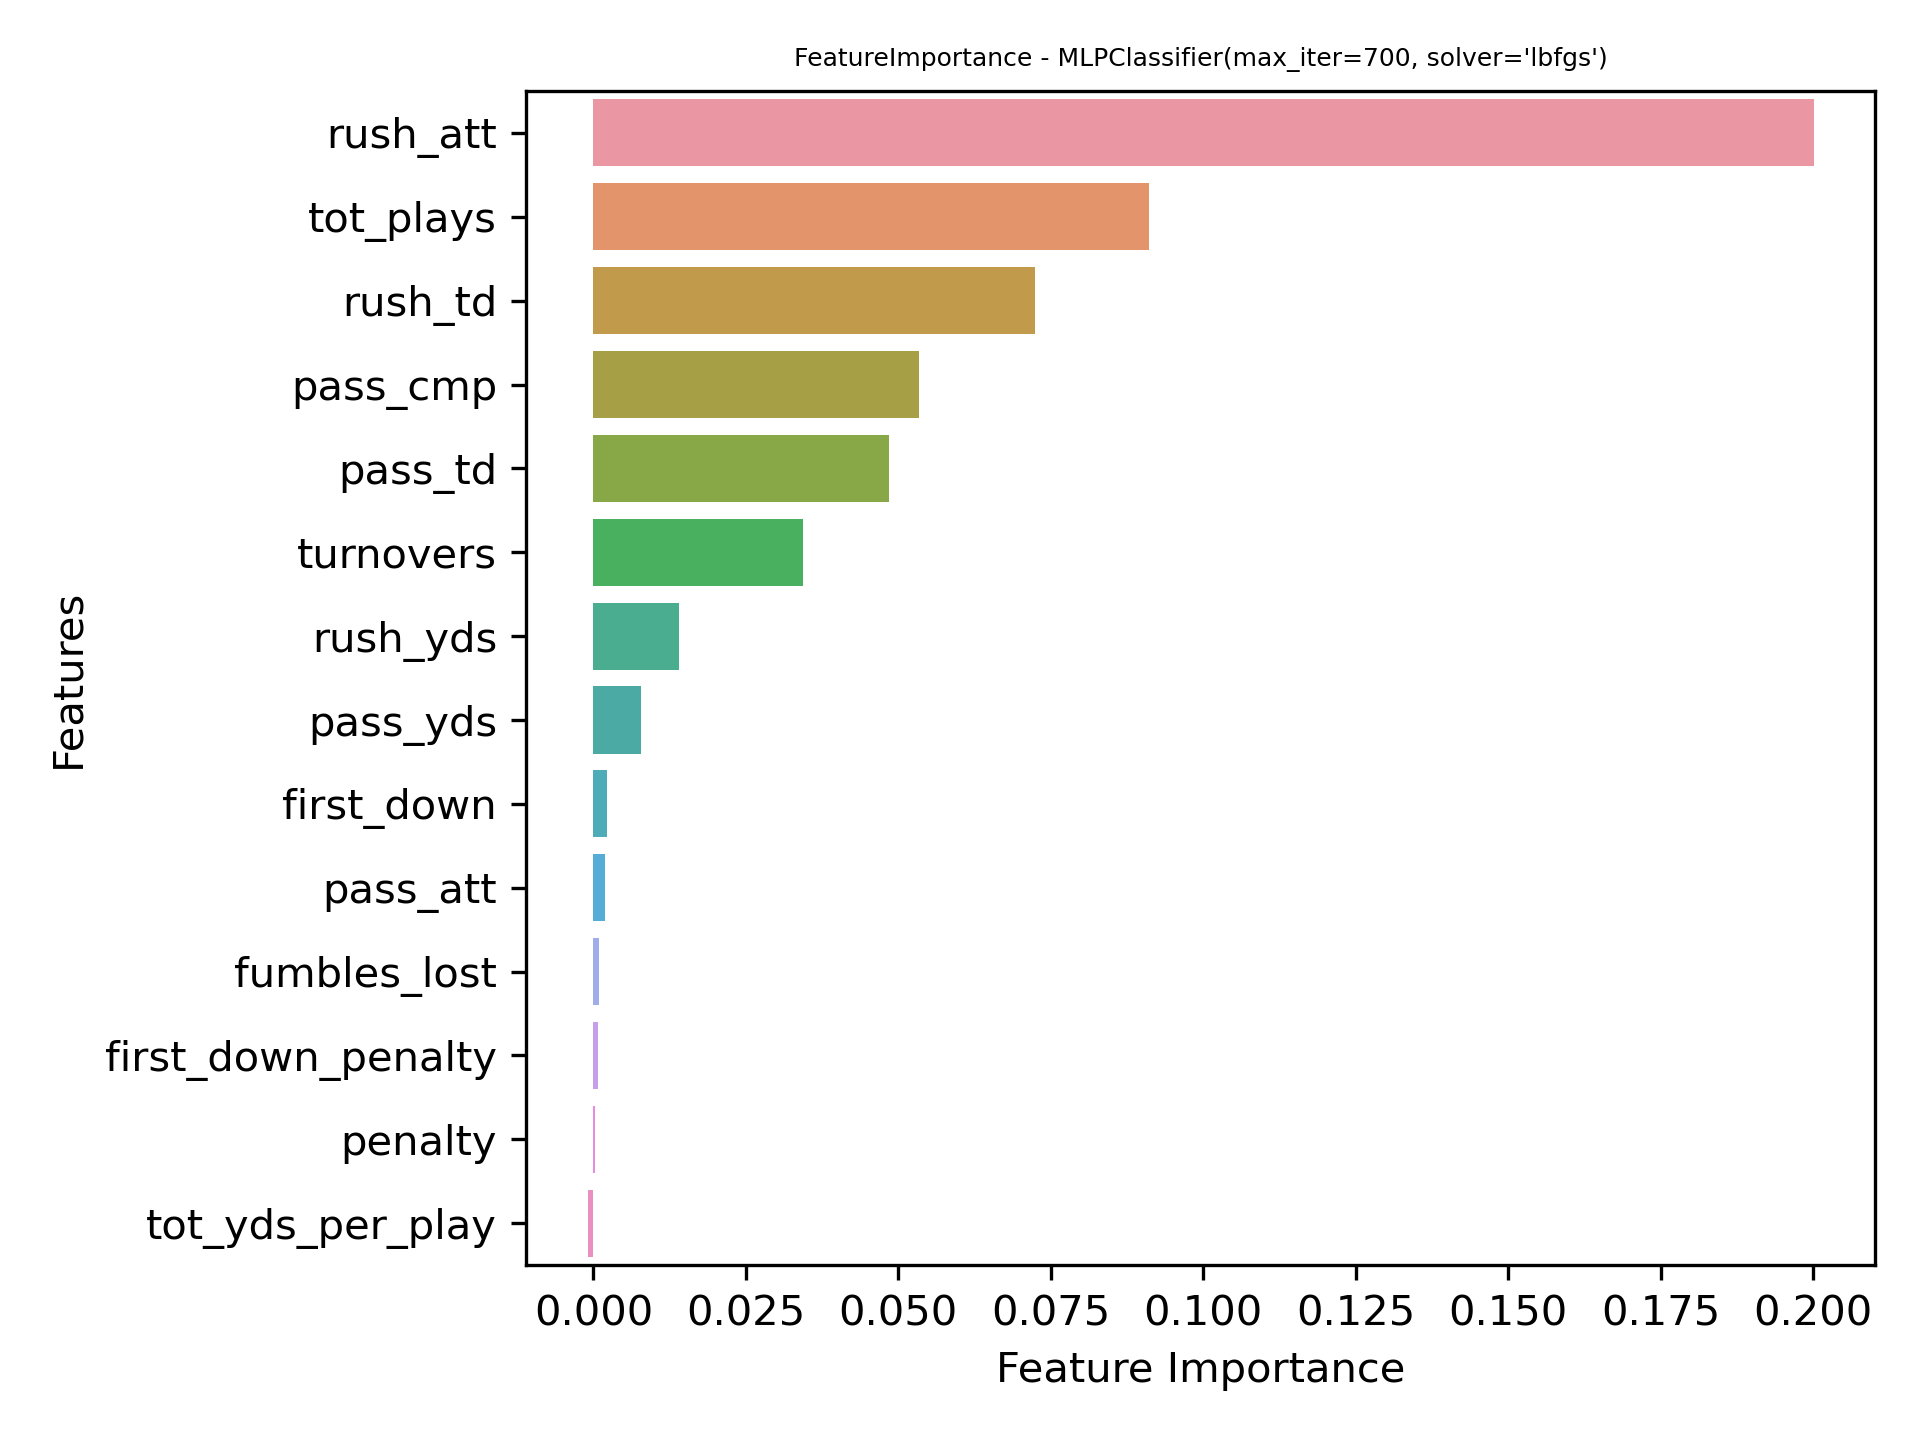 FeatureImportance - MLPClassifier(max_iter=700, solver='lbfgs')
rush_att
tot_plays
rush_td
pass_cmp
pass_td
turnovers
rush_yds
pass_yds
first_down
pass_att
fumbles_lost
first_down_penalty
penalty
tot_yds_per_play
Features
0.000 0.025 0.050 0.075 0.100 0.125 0.150 0.175 0.200
Feature Importance